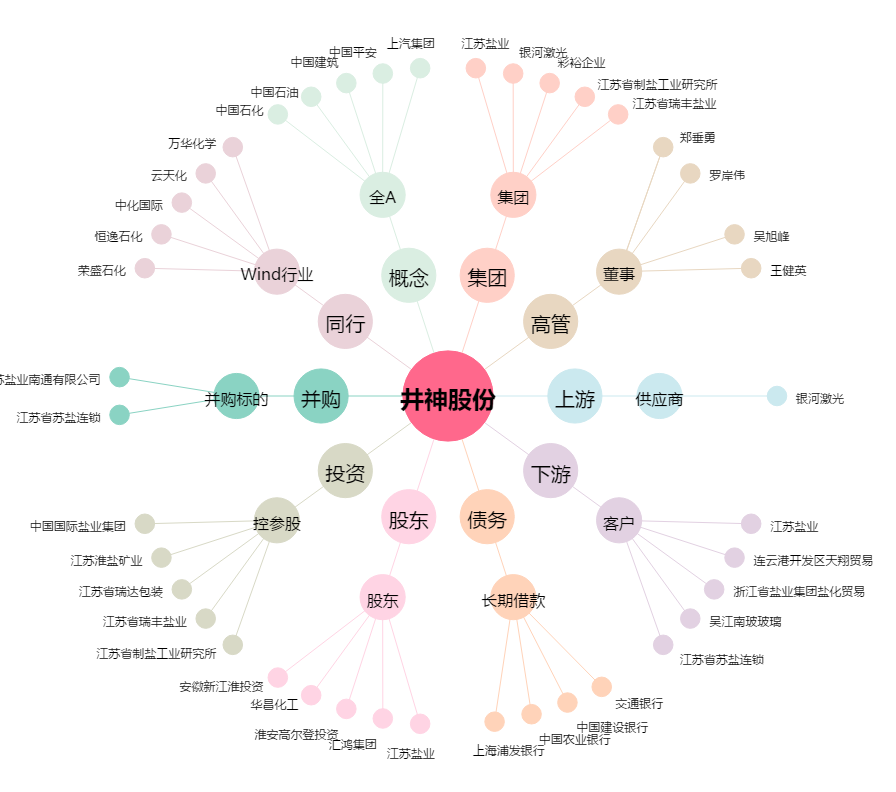 上汽集团
中国平安
中国建筑
中国石油
中国石化
全A
概念
江苏盐业
银河激光
彩裕企业
江苏省制盐工业研究所
江苏省瑞丰盐业
集团
集团
万华化学
云天化
中化国际
恒逸石化
荣盛石化
Wind行业
同行
郑垂勇
罗岸伟
吴旭峰
王健英
董事
高管
苏盐业南通有限公司
江苏省苏盐连锁
并购标的
并购
井神股份
上游
供应商
银河激光
投资
控参股
中国国际盐业集团
江苏淮盐矿业
江苏省瑞达包装
江苏省瑞丰盐业
江苏省制盐工业研究所
下游
客户
江苏盐业
连云港开发区天翔贸易
浙江省盐业集团盐化贸易
吴江南玻玻璃
江苏省苏盐连锁
股东
股东
安徽新江淮投资
华昌化工
淮安高尔登投资
汇鸿集团
江苏盐业
债务
长期借款
交通银行
中国建设银行
中国农业银行
上海浦发银行